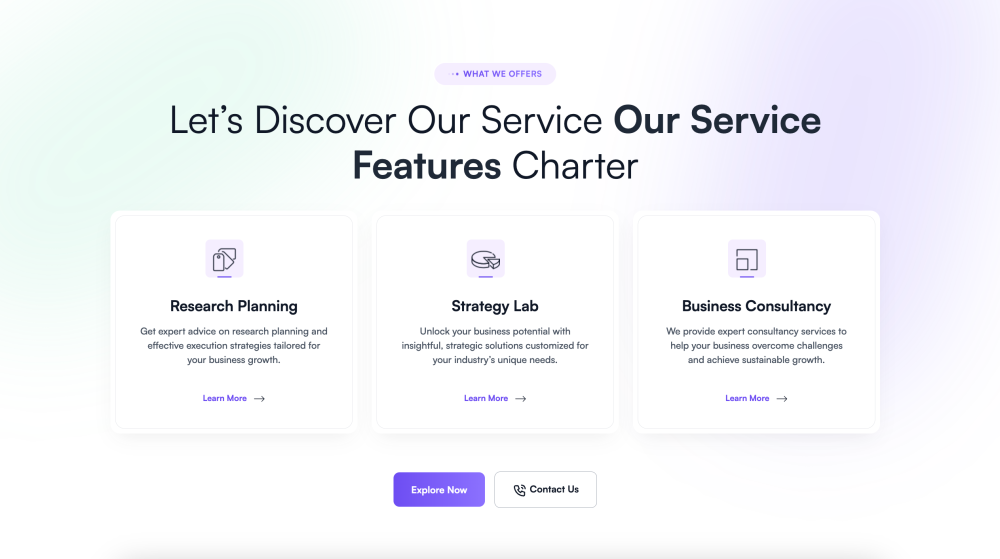 WHAT WE OFFERS
Let’s Discover Our Service Our Service
Features Charter
Research Planning
Get expert advice on research planning and
effective execution strategies tailored for
your business growth.
Learn More
Strategy Lab
Unlock your business potential with
insightful, strategic solutions customized for
your industry’s unique needs.
Learn More
Business Consultancy
We provide expert consultancy services to
help your business overcome challenges
and achieve sustainable growth.
Learn More
Explore Now
Contact Us